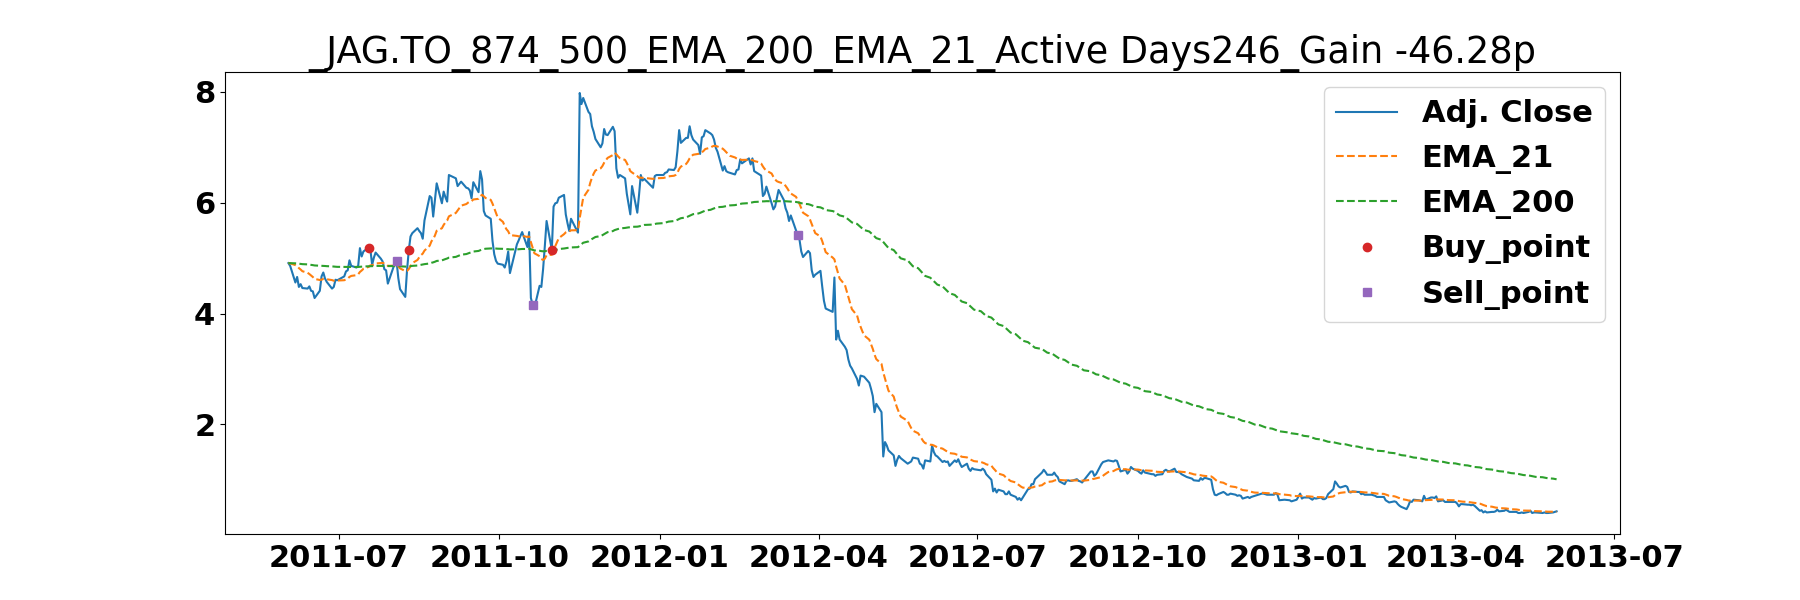 _JAG.TO_874_500_EMA_200_EMA_21_Active Days246_Gain -46.28p
8
6
4
2
Adj. Close
EMA_21
EMA_200
Buy_point
Sell_point
2011-07 2011-10 2012-01 2012-04 2012-07 2012-10 2013-01 2013-04 2013-07